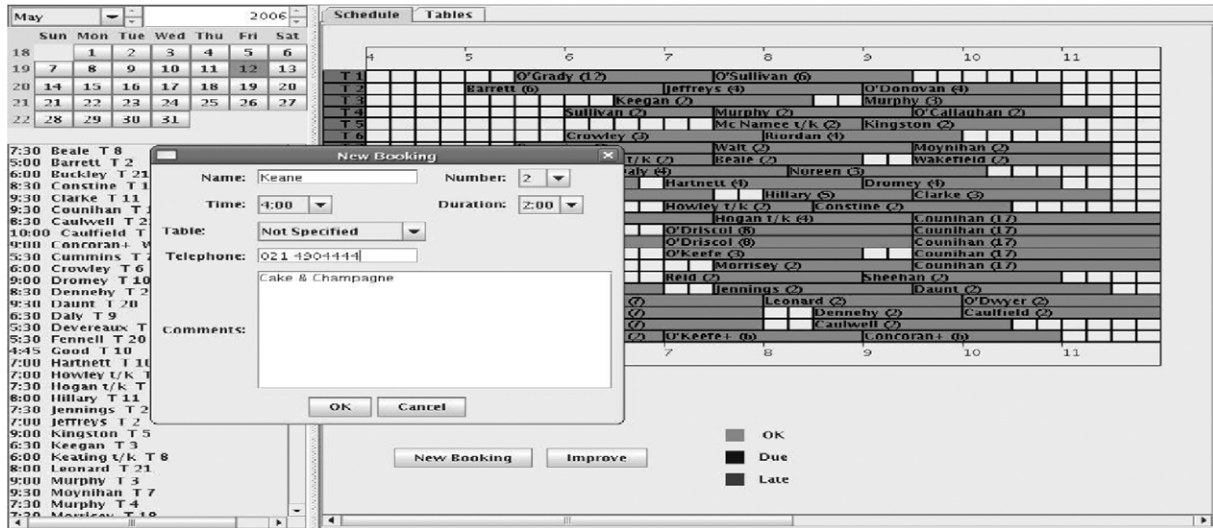 May 2006
Sun Mon Tue Wed Thu Fri Sat
18 1 2 3 4 5 6
19 7 8 9 10 11 12 13
20 14 15 16 17 18 19 20
21 21 22 23 24 25 26 27
22 28 29 30 31
7:30 Beale T 8
5:00 Barrett T 2
6:00 Buckley T 21
8:30 Constine T 1
9:30 Clarke T 11
9:30 Counihan T
8:30 Caulwell T 2
10:00 Caulfield T
9:00 Concoran+
5:30 Cummins T
6:00 Crowley T 6
9:00 Dromey T 10
8:30 Dennehy T 2
9:30 Daunt T 20
6:30 Daly T 9
5:30 Devereaux T
5:30 Fennell T 20
4:45 Good T 10
7:00 Hartnett T 10
7:00 Howley t/k T
7:30 Hogan t/k T
8:00 Hillary T 11
7:30 Jennings T 2
7:00 Jeffreys T 2
9:00 Kingston T 5
6:30 Keegan T 3
6:00 Keating t/k T 8
8:00 Leonard T 21
9:00 Murphy T 3
9:30 Moynihan T 7
7:30 Murphy T 4
Schedule Tables
4 5 6 7 8 9 10 11
T 1 O'Grady (12) O'Sullivan (6)
T 2 Barrett (6) Jeffreys (4) O'Donovan (4)
T 3 Keegan (2) Murphy (3)
T 4 Sullivan (2) Murphy (2) O'Callaghan (2)
T 5 Mc Namee t/k (2) Kingston (2)
T 6 Crowley (3) Riordan (4)
Walt (2) Moynihan (2)
T/K (2) Beale (2) Wakefield (2)
aly (4) Noreen (3)
Hartnett (4) Dromey (4)
Hillary (5) Clarke (3)
Howley t/k (2) Constine (2)
Hogan t/k (4) Counihan (17)
O'Driscol (8) Counihan (17)
O'Driscol (8) Counihan (17)
O'Keefe (3) Counihan (17)
Morrisey (2) Counihan (17)
Reid (2) Sheehan (2)
Jennings (2) Daunt (2)
(7) Leonard (2) O'Dwyer (2)
(7) Dennehy (2) Caulfield (2)
(7) Caulwell (2)
(2) O'Keefe+ (6) Concoran+ (6)
7 8 9 10 11
New Booking
Name: Keane Number: 2
Time: 4:00 Duration: 2:00
Table: Not Specified
Telephone: 021 4904444
Comments: Cake & Champagne
OK Cancel
New Booking Improve
OK
Due
Late